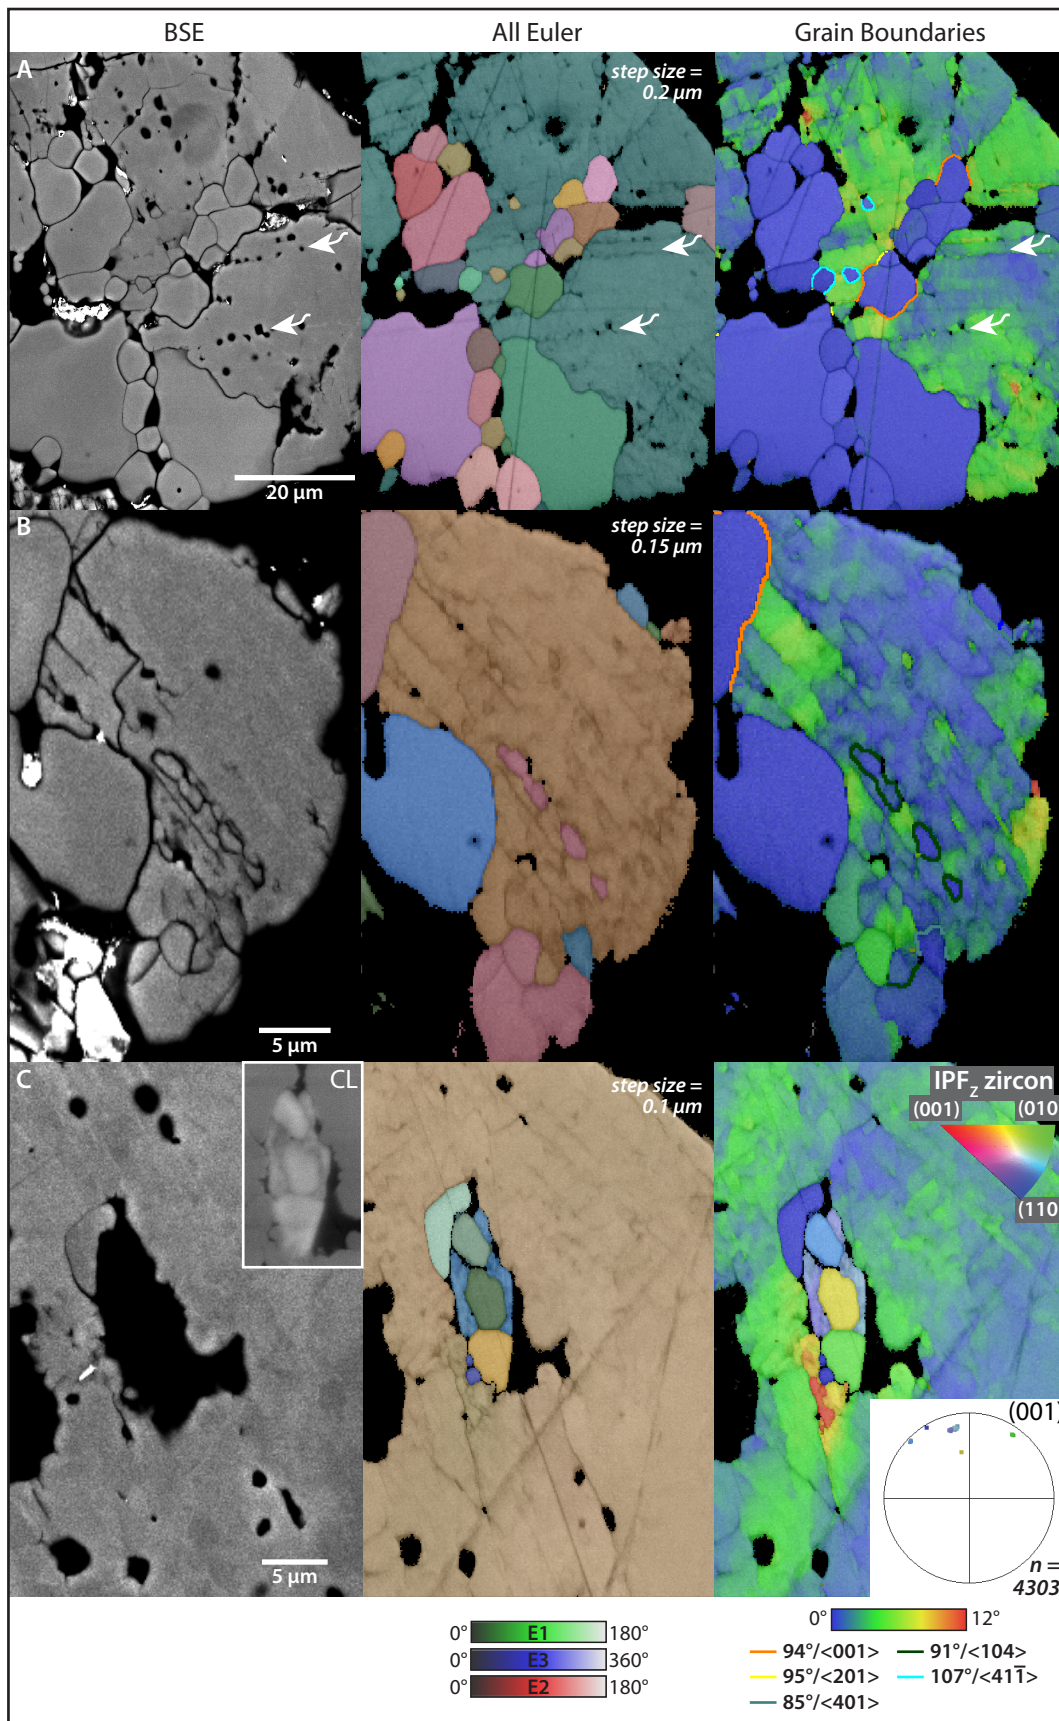 BSE
All Euler
Grain Boundaries
A
step size =
0.2 µm
20 µm
B
step size =
0.15 µm
5 µm
C
CL
step size =
0.1 µm
IPFZ zircon
(001)
(010)
(110)
5 µm
(001)
n =
4303
0° E1 180°
0° E3 360°
0° E2 180°
0° 12°
94°/<001>
91°/<104>
95°/<201>
107°/<411̅>
85°/<401>